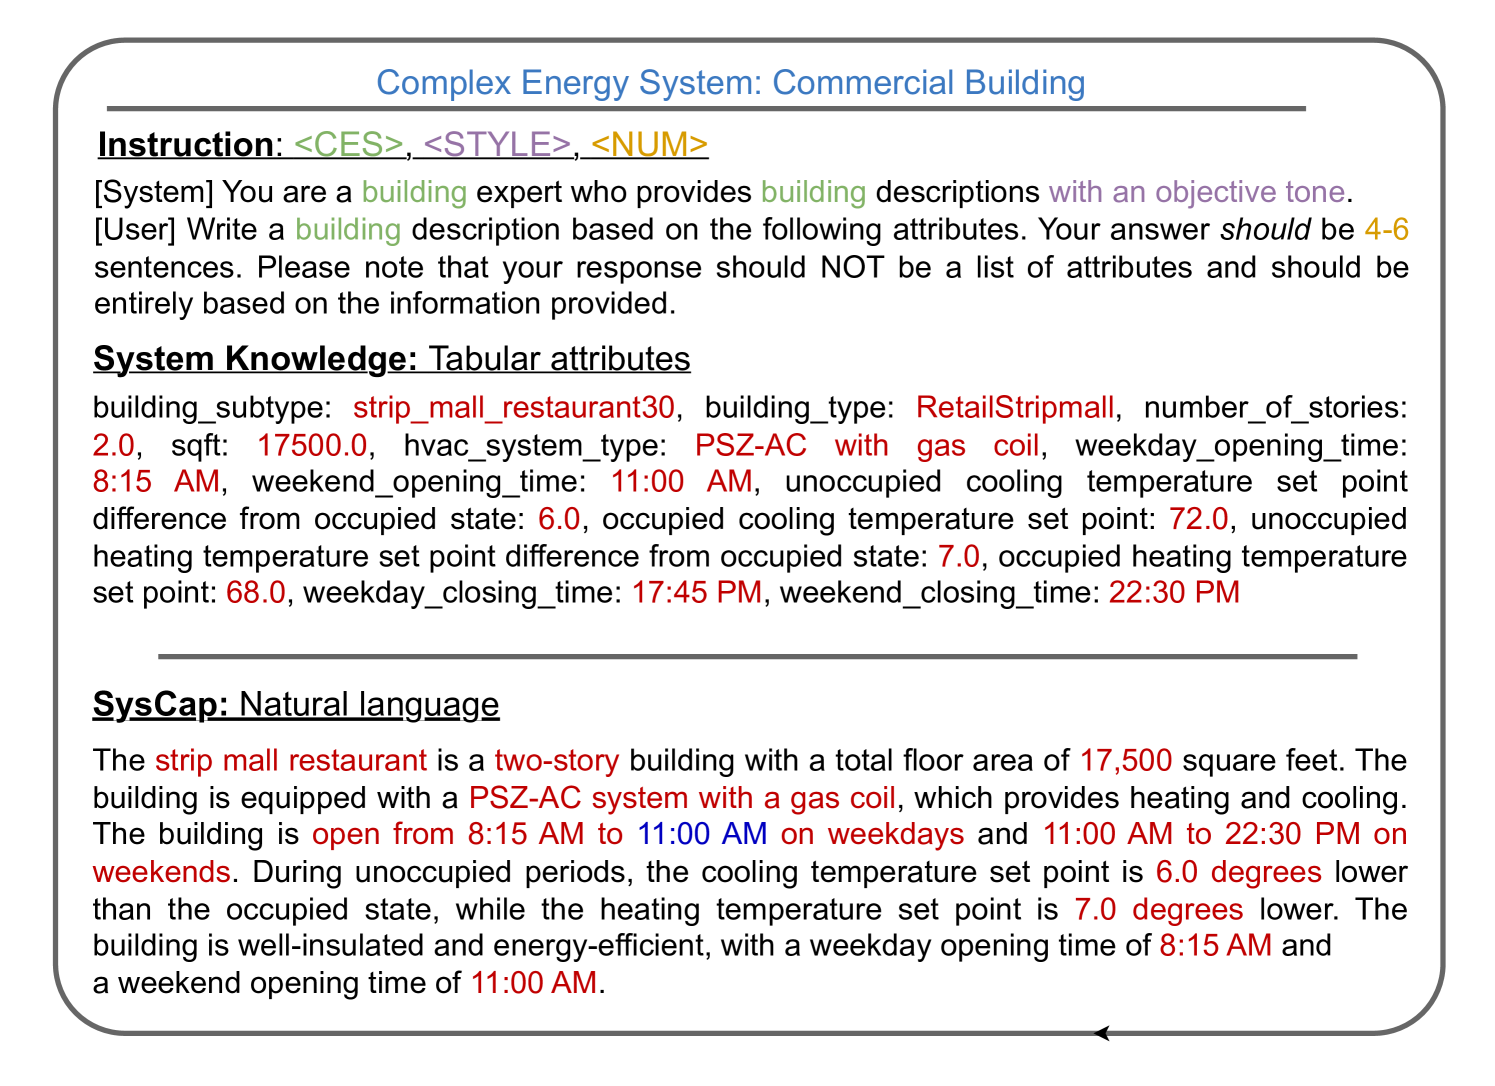 Complex Energy System: Commercial Building
Instruction: <CES>, <STYLE>, <NUM>
[System] You are a building expert who provides building descriptions with an objective tone.
[User] Write a building description based on the following attributes. Your answer should be 4-6
sentences. Please note that your response should NOT be a list of attributes and should be
entirely based on the information provided.
System Knowledge: Tabular attributes
building_subtype: strip_mall_restaurant30, building_type: RetailStripmall, number_of_stories:
2.0, sqft: 17500.0, hvac_system_type: PSZ-AC with gas coil, weekday_opening_time:
8:15 AM, weekend_opening_time: 11:00 AM, unoccupied cooling temperature set point
difference from occupied state: 6.0, occupied cooling temperature set point: 72.0, unoccupied
heating temperature set point difference from occupied state: 7.0, occupied heating temperature
set point: 68.0, weekday_closing_time: 17:45 PM, weekend_closing_time: 22:30 PM
SysCap: Natural language
The strip mall restaurant is a two-story building with a total floor area of 17,500 square feet. The
building is equipped with a PSZ-AC system with a gas coil, which provides heating and cooling.
The building is open from 8:15 AM to 11:00 AM on weekdays and 11:00 AM to 22:30 PM on
weekends. During unoccupied periods, the cooling temperature set point is 6.0 degrees lower
than the occupied state, while the heating temperature set point is 7.0 degrees lower. The
building is well-insulated and energy-efficient, with a weekday opening time of 8:15 AM and
a weekend opening time of 11:00 AM.